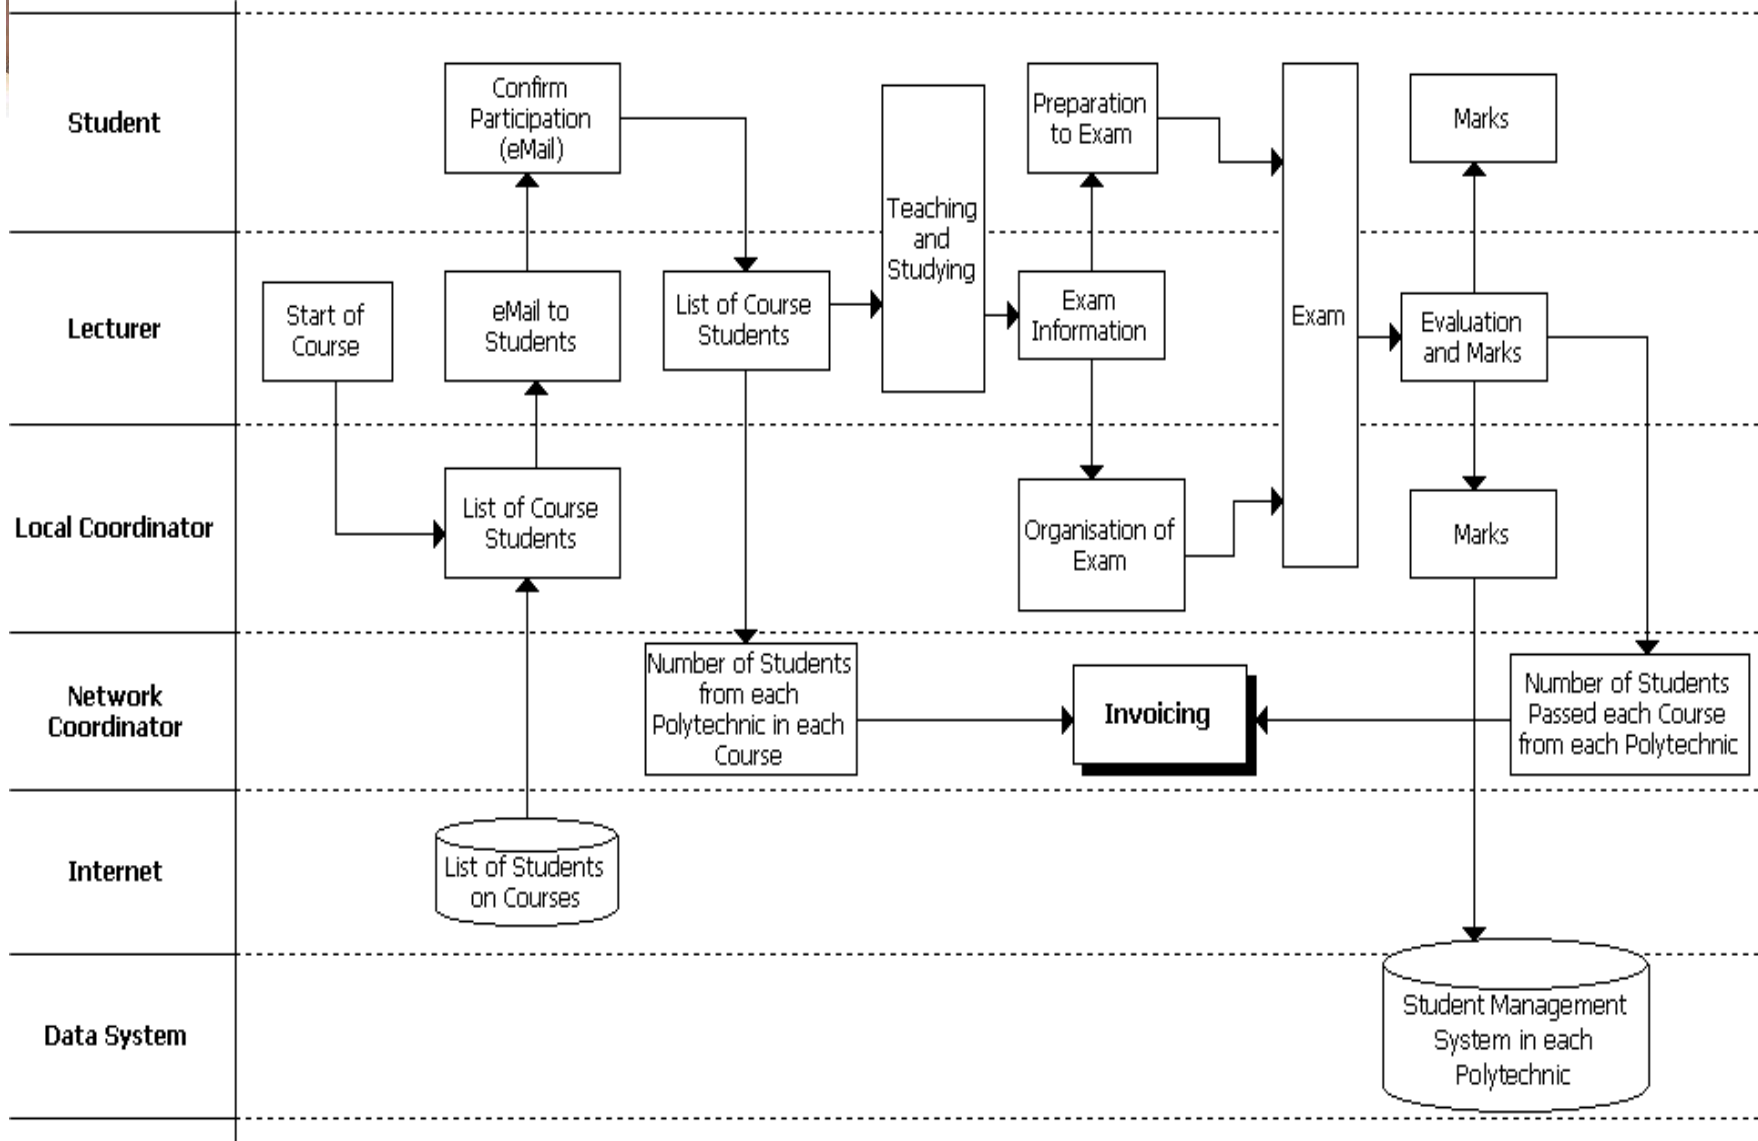 Student
Confirm
Participation
(eMail)
Teaching
and
Studying
Preparation
to Exam
Exam
Marks
Lecturer
Start of
Course
eMail to
Students
List of Course
Students
Exam
Information
Evaluation
and Marks
Local Coordinator
List of Course
Students
Organisation of
Exam
Marks
Network
Coordinator
Number of Students
from each
Polytechnic in each
Course
Invoicing
Number of Students
Passed each Course
from each Polytechnic
Internet
List of Students
on Courses
Data System
Student Management
System in each
Polytechnic